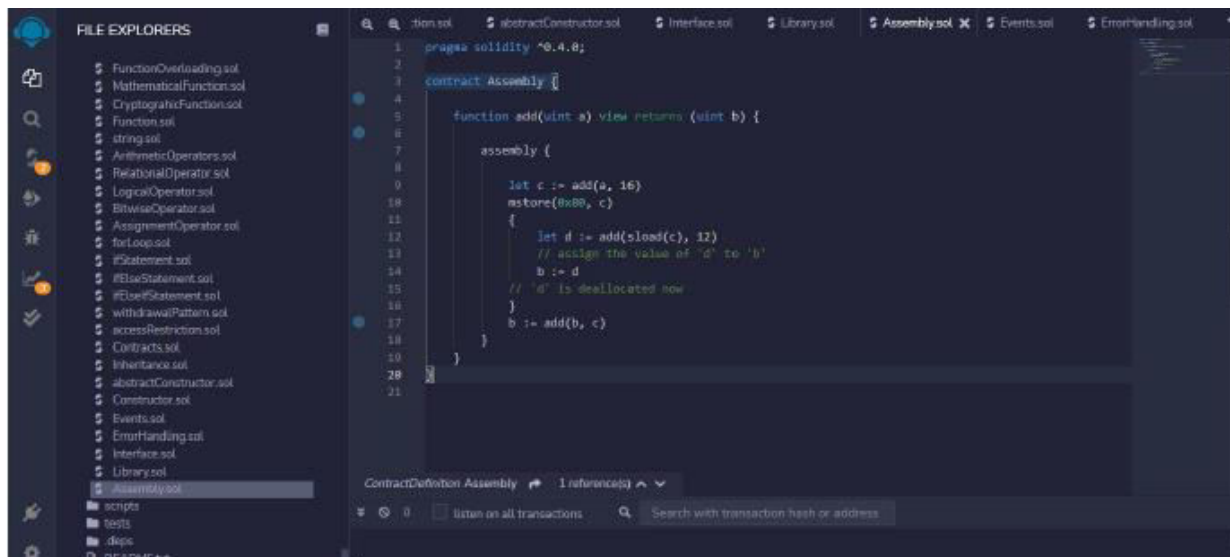 FILE EXPLORERS
FunctionOverloading.sol
MathematicalFunction.sol
CryptograhicFunction.sol
Function.sol
string.sol
ArithmeticOperators.sol
RelationalOperator.sol
LogicalOperator.sol
BitwiseOperator.sol
AssignmentOperator.sol
forLoop.sol
ifStatement.sol
ifElseStatement.sol
ifElseifStatement.sol
withdrawalPattern.sol
accessRestriction.sol
Contracts.sol
Inheritance.sol
abstractConstructor.sol
Constructor.sol
Events.sol
ErrorHandling.sol
Interface.sol
Library.sol
Assembly.sol
scripts
tests
.deps
tion.sol abstractConstructor.sol Interface.sol Library.sol Assembly.sol Events.sol ErrorHandling.sol
1 pragma solidity ^0.4.0;
2
3 contract Assembly {
4
5 function add(uint a) view returns (uint b) {
6
7 assembly {
8
9 let c := add(a, 16)
10 mstore(0x80, c)
11 {
12 let d := add(sload(c), 12)
13 // assign the value of 'd' to 'b'
14 b := d
15 // 'd' is deallocated now
16 }
17 b := add(b, c)
18 }
19 }
20 }
21
ContractDefinition Assembly 1 reference(s)
0 listen on all transactions Search with transaction hash or address